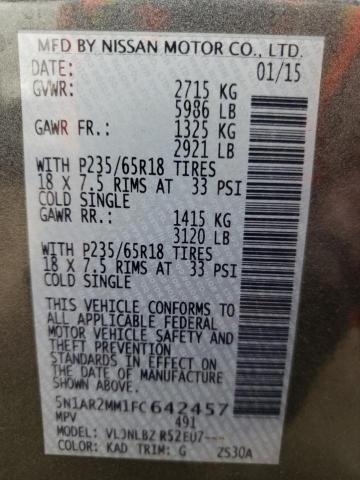 MFD BY NISSAN MOTOR CO., LTD.
DATE: 01/15
GVWR: 2715 KG
5986 LB
GAWR FR.: 1325 KG
2921 LB
WITH P235/65R18 TIRES
18 X 7.5 RIMS AT 33 PSI
COLD SINGLE
GAWR RR.: 1415 KG
3120 LB
WITH P235/65R18 TIRES
18 X 7.5 RIMS AT 33 PSI
COLD SINGLE
THIS VEHICLE CONFORMS TO
ALL APPLICABLE FEDERAL
MOTOR VEHICLE SAFETY AND
THEFT PREVENTION
STANDARDS IN EFFECT ON
THE DATE OF MANUFACTURE
SHOWN ABOVE.
5N1AR2MM1FC642457
MPV 491
MODEL: VLJNLBZ R52EU7---
COLOR: KAD TRIM: G ZS30A